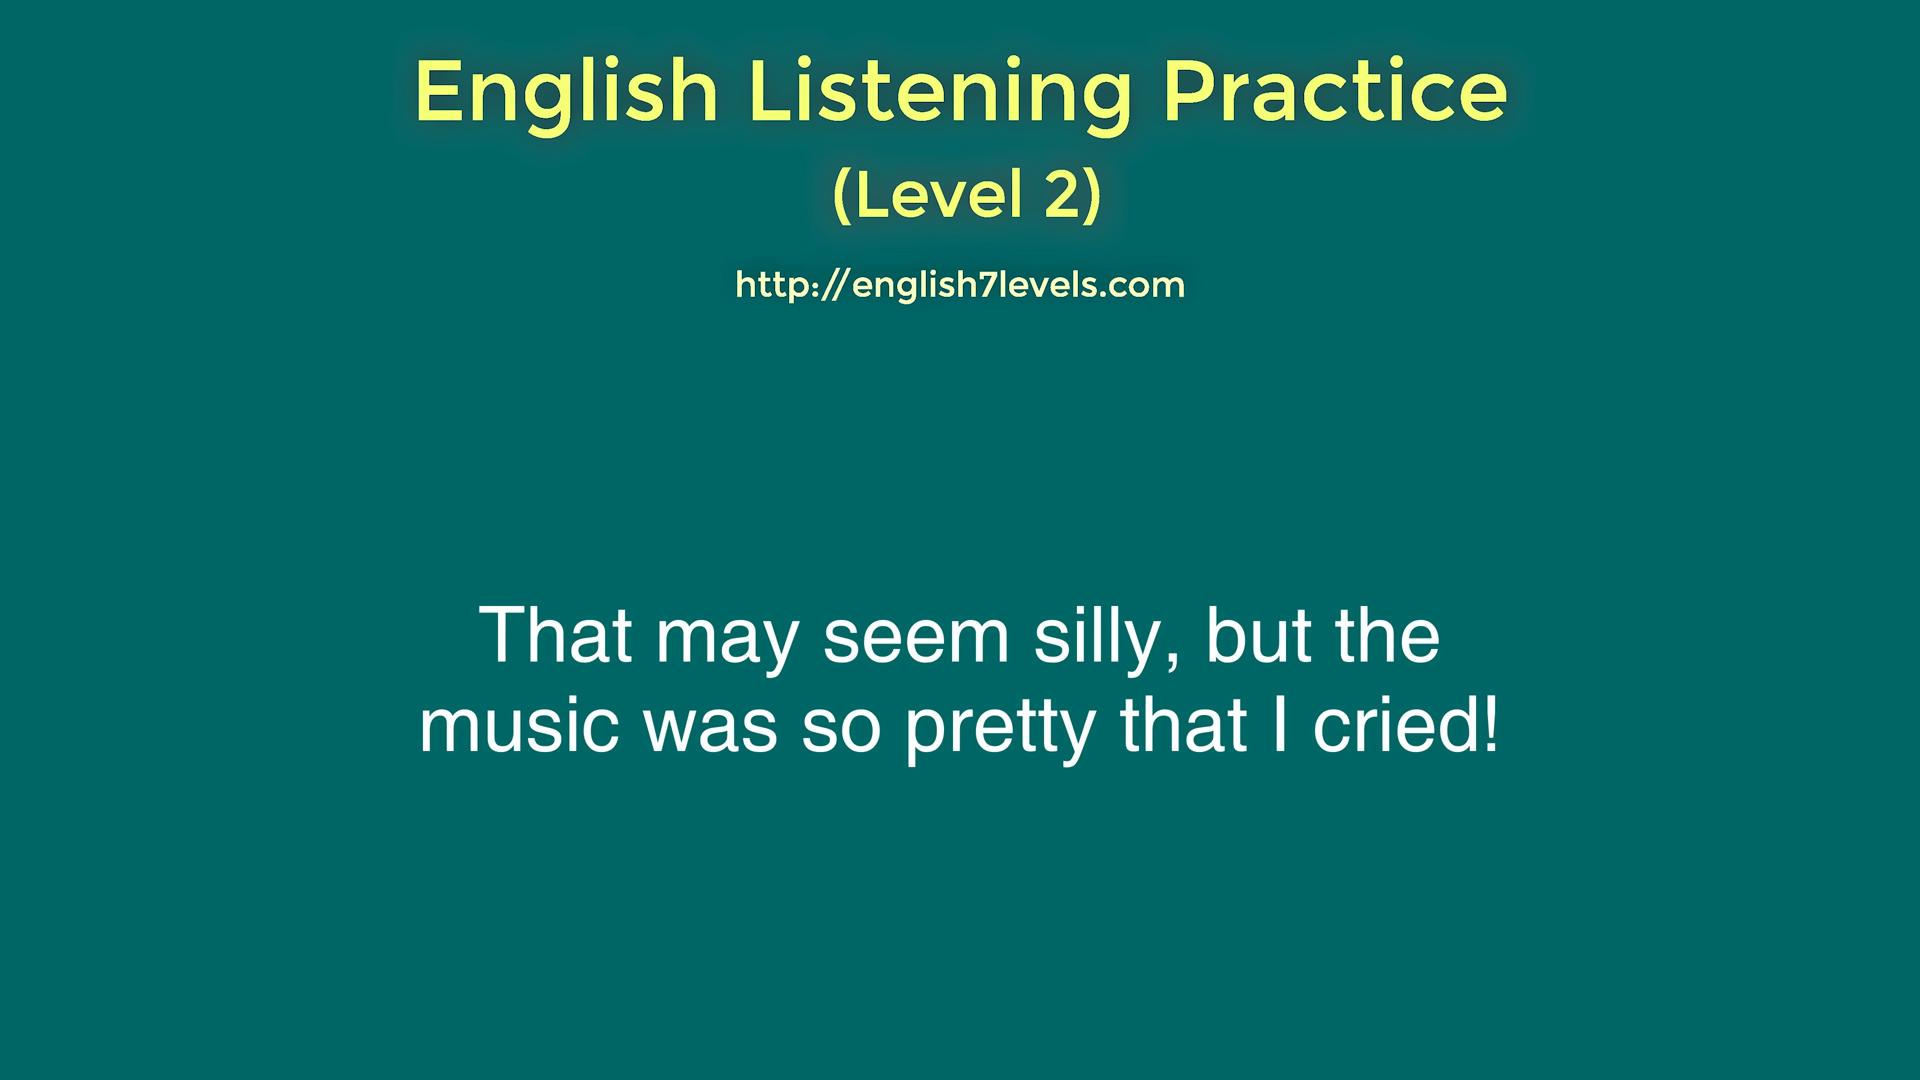 English Listening Practice
(Level 2)
http://english7levels.com
That may seem silly, but the
music was so pretty that I cried!